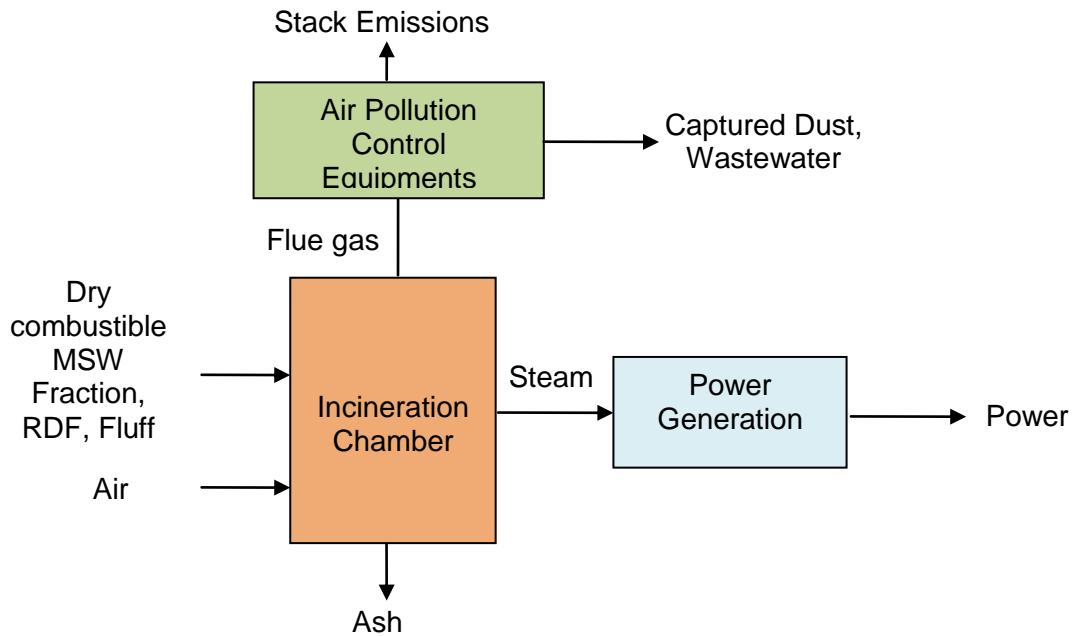 Stack Emissions
Air Pollution
Control
Equipments
Captured Dust,
Wastewater
Flue gas
Dry
combustible
MSW
Fraction,
RDF, Fluff
Air
Incineration
Chamber
Steam
Power
Generation
Power
Ash